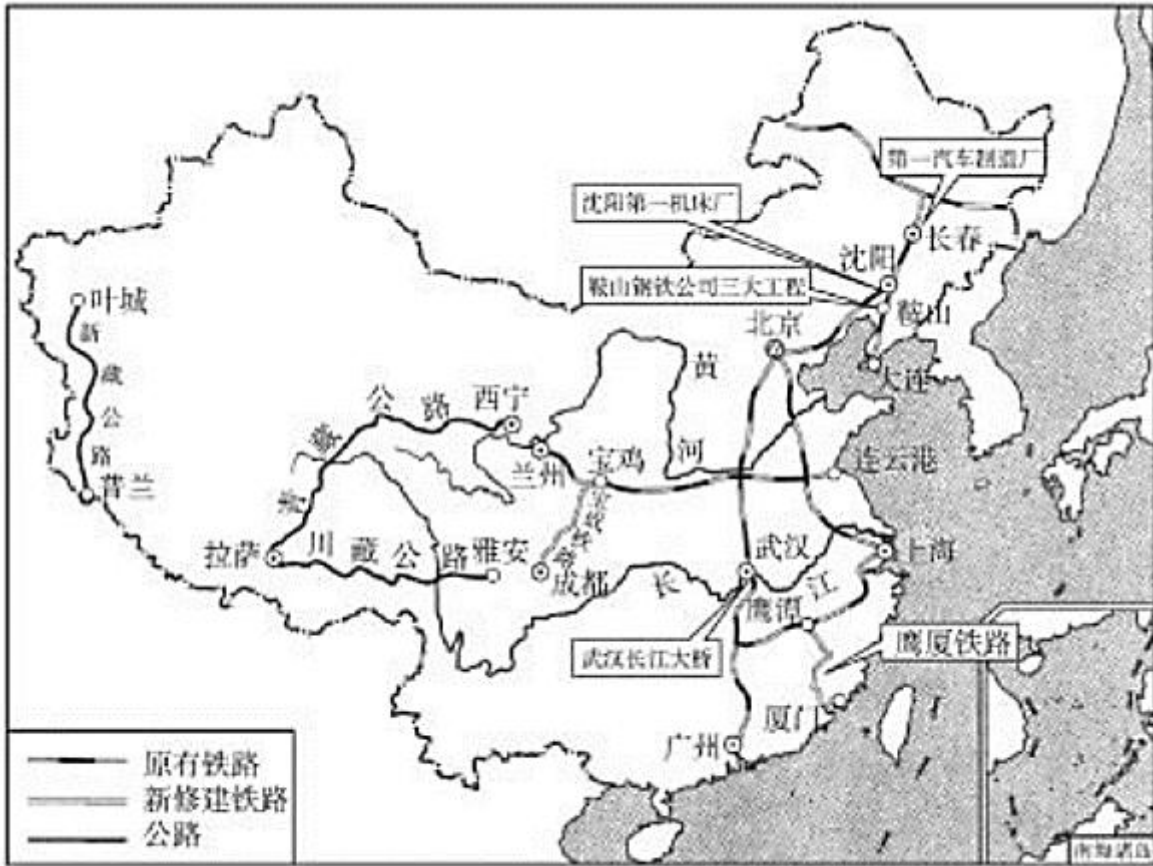 第一汽车制造厂
沈阳第一机床厂
长春
沈阳
鞍山钢铁公司三大工程
鞍山
北京
大连
叶城
新藏公路
普兰
黄河
青藏公路
西宁
兰州
宝鸡
连云港
宝成铁路
拉萨
川藏公路
雅安
成都
武汉
长江
上海
鹰潭
武汉长江大桥
鹰厦铁路
厦门
广州
原有铁路
新修建铁路
公路
南海诸岛